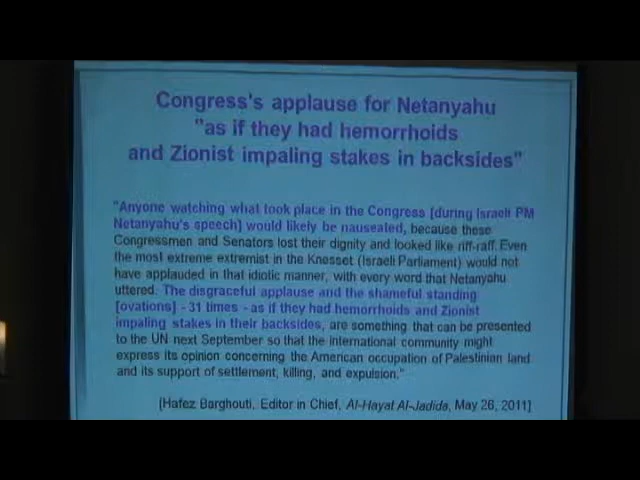 Congress's applause for Netanyahu
"as if they had hemorrhoids
and Zionist impaling stakes in backsides"
"Anyone watching what took place in the Congress [during Israeli PM
Netanyahu's speech] would likely be nauseated, because these
Congressmen and Senators lost their dignity and looked like riff-raff. Even
the most extreme extremist in the Knesset (Israeli Parliament) would not
have applauded in that idiotic manner, with every word that Netanyahu
uttered. The disgraceful applause and the shameful standing
[ovations] - 31 times - as if they had hemorrhoids and Zionist
impaling stakes in their backsides, are something that can be presented
to the UN next September so that the international community might
express its opinion concerning the American occupation of Palestinian land
and its support of settlement, killing, and expulsion."
[Hafez Barghouti, Editor in Chief, Al-Hayat Al-Jadida, May 26, 2011]